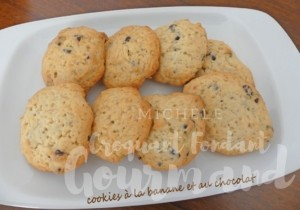 MICHELE
Croquant Fondant
Gourmand
cookies à la banane et au chocolat